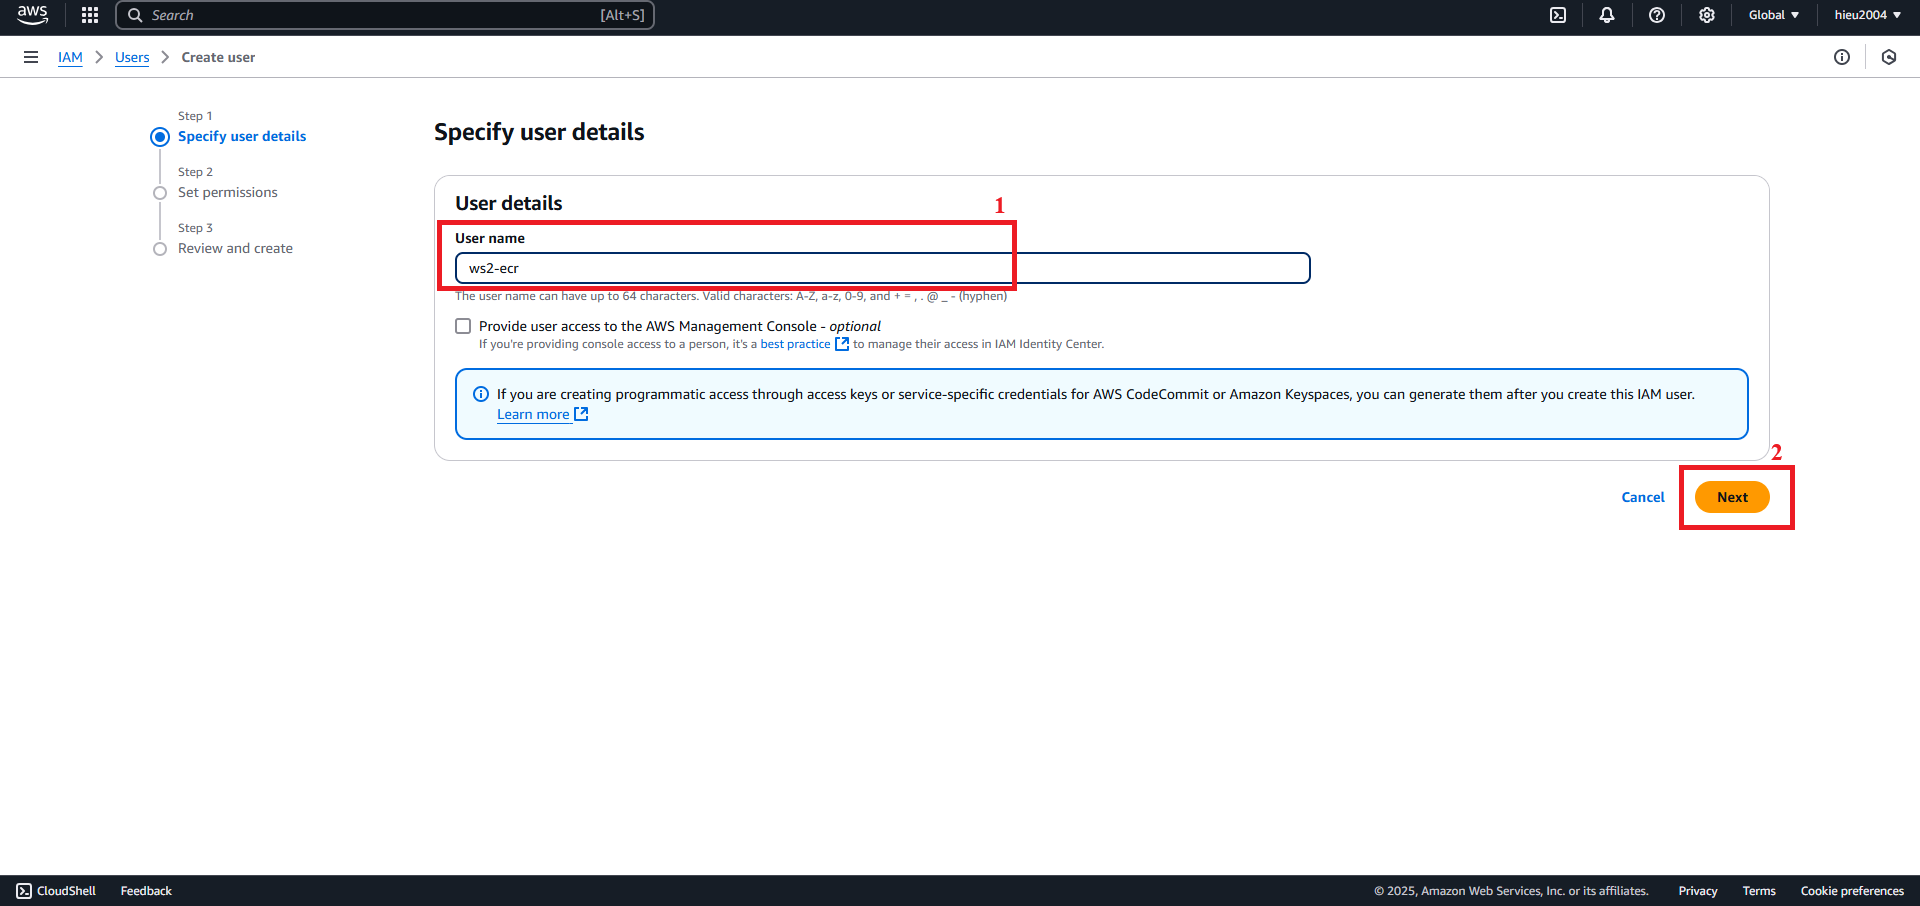 aws
Search
[Alt+S]
Global
hieu2004
IAM
Users
Create user
Step 1
Specify user details
Step 2
Set permissions
Step 3
Review and create
Specify user details
User details
1
User name
ws2-ecr
The user name can have up to 64 characters. Valid characters: A-Z, a-z, 0-9, and + = , . @ _ - (hyphen)
Provide user access to the AWS Management Console - optional
If you're providing console access to a person, it's a best practice to manage their access in IAM Identity Center.
If you are creating programmatic access through access keys or service-specific credentials for AWS CodeCommit or Amazon Keyspaces, you can generate them after you create this IAM user.
Learn more
2
Cancel
Next
CloudShell
Feedback
© 2025, Amazon Web Services, Inc. or its affiliates.
Privacy
Terms
Cookie preferences